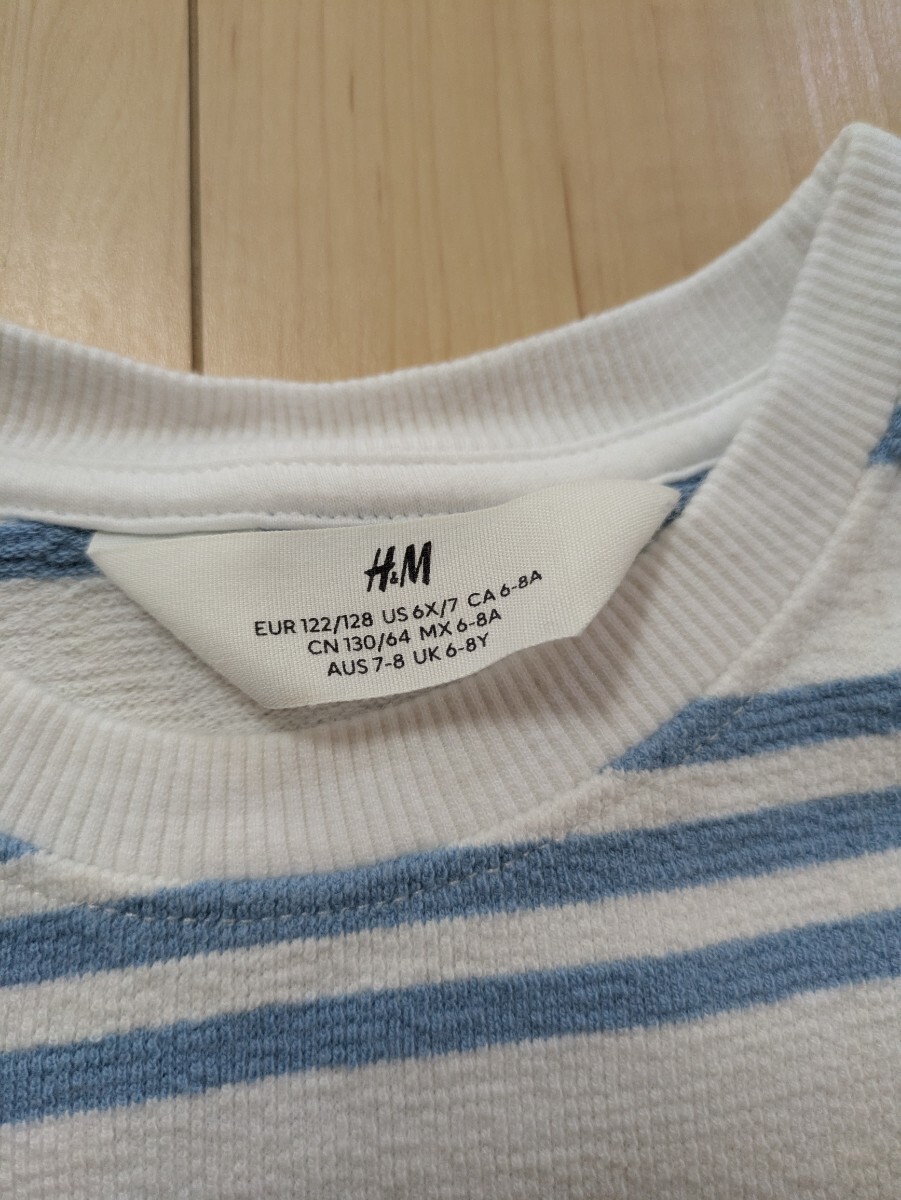 H&M
EUR 122/128 US 6X/7 CA 6-8A
CN 130/64 MX 6-8A
AUS 7-8 UK 6-8Y